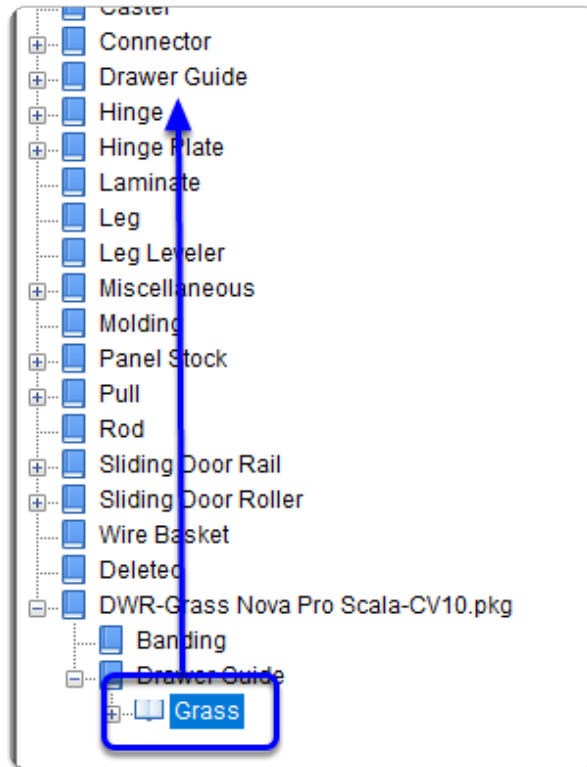 Caster
Connector
Drawer Guide
Hinge
Hinge Plate
Laminate
Leg
Leg Leveler
Miscellaneous
Molding
Panel Stock
Pull
Rod
Sliding Door Rail
Sliding Door Roller
Wire Basket
Deleted
DWR-Grass Nova Pro Scala-CV10.pkg
Banding
Drawer Guide
Grass